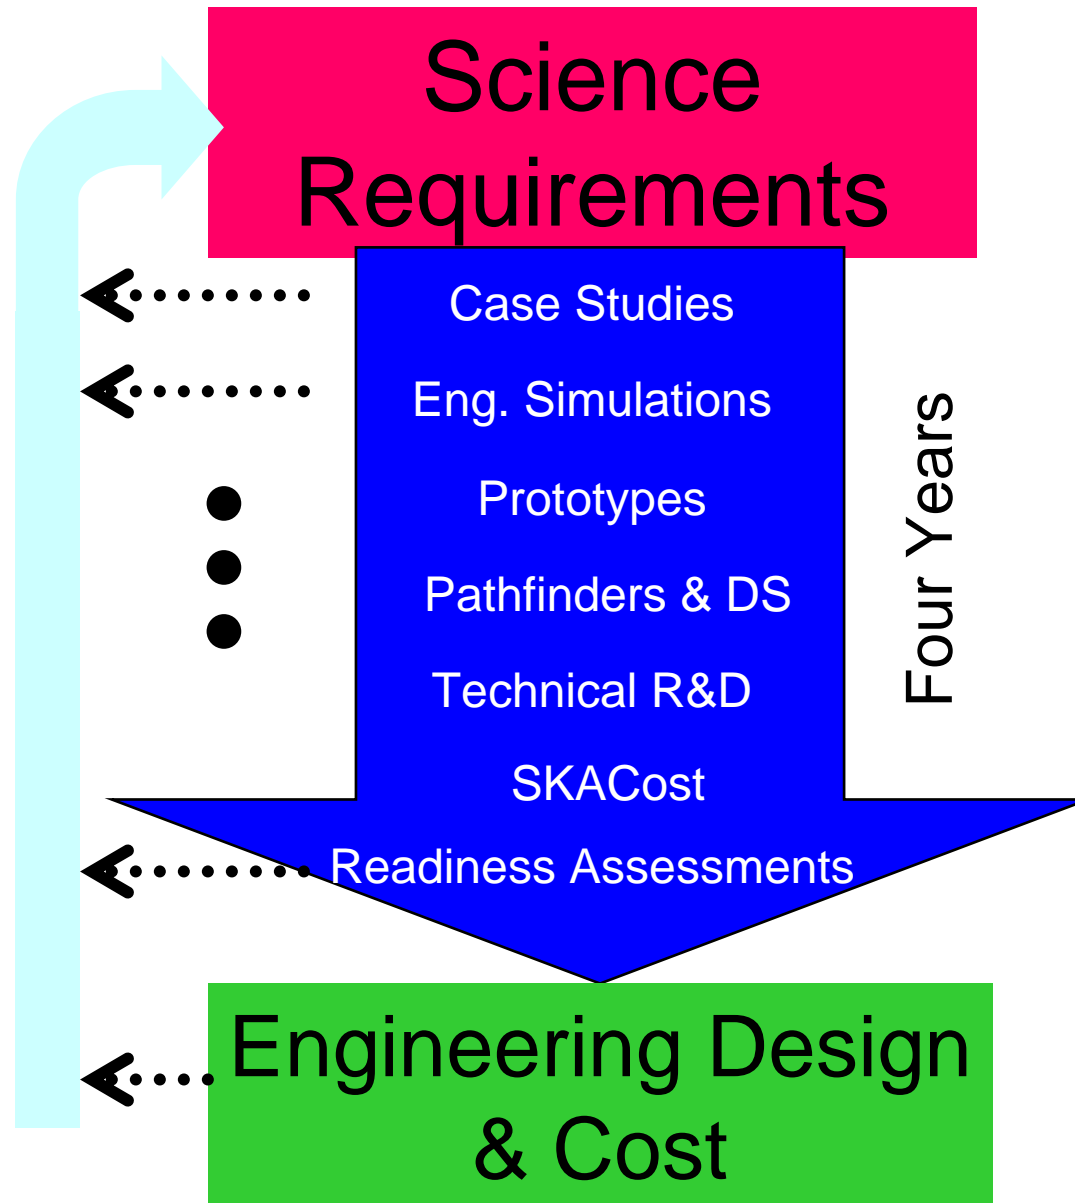 Science
Requirements
Case Studies
Eng. Simulations
Prototypes
Pathfinders & DS
Technical R&D
SKACost
Readiness Assessments
Four Years
Engineering Design
& Cost